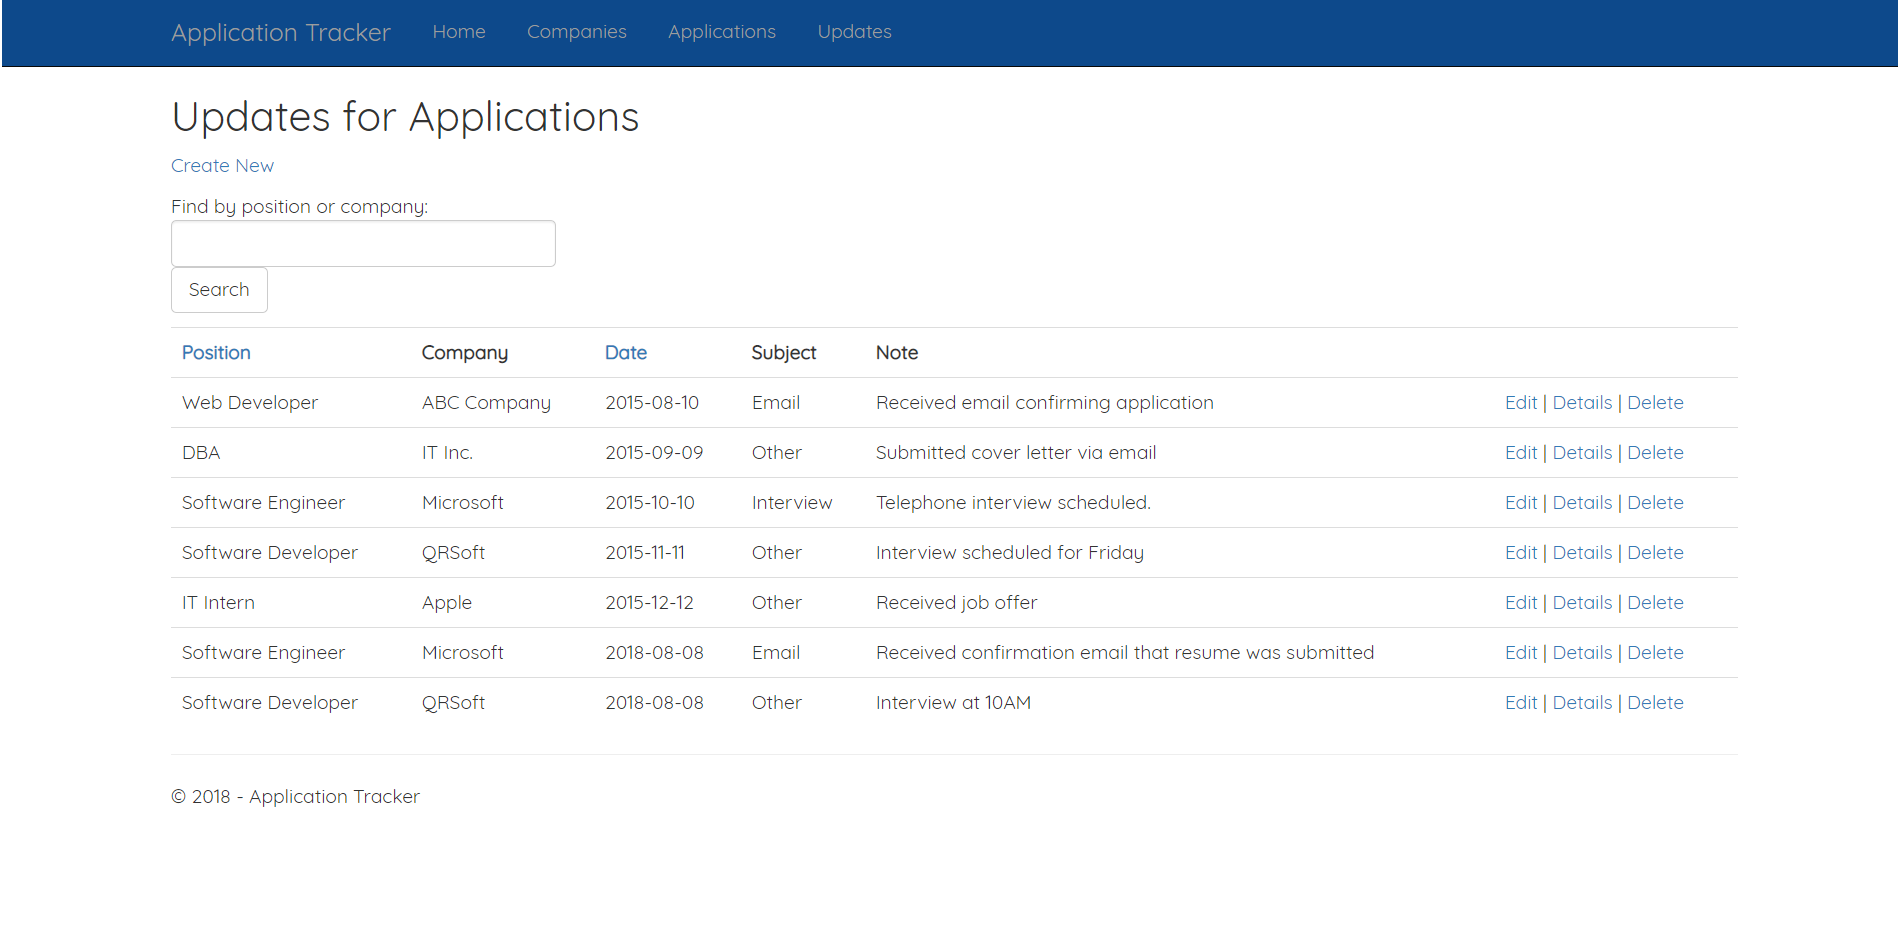 Application Tracker Home Companies Applications Updates
Updates for Applications
Create New
Find by position or company:
Search
Position Company Date Subject Note
Web Developer ABC Company 2015-08-10 Email Received email confirming application Edit | Details | Delete
DBA IT Inc. 2015-09-09 Other Submitted cover letter via email Edit | Details | Delete
Software Engineer Microsoft 2015-10-10 Interview Telephone interview scheduled. Edit | Details | Delete
Software Developer QRSoft 2015-11-11 Other Interview scheduled for Friday Edit | Details | Delete
IT Intern Apple 2015-12-12 Other Received job offer Edit | Details | Delete
Software Engineer Microsoft 2018-08-08 Email Received confirmation email that resume was submitted Edit | Details | Delete
Software Developer QRSoft 2018-08-08 Other Interview at 10AM Edit | Details | Delete
© 2018 - Application Tracker